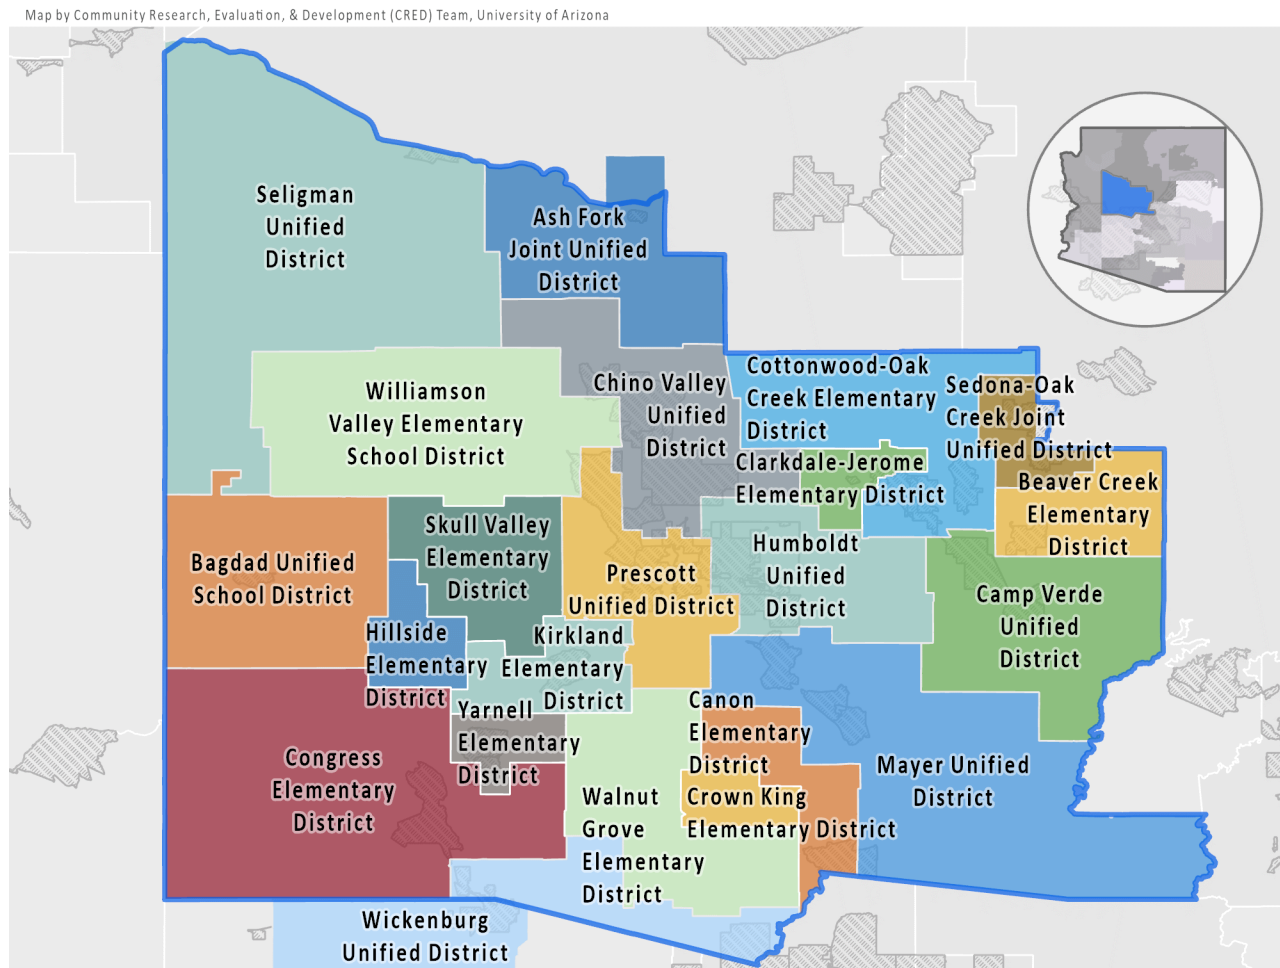 Map by Community Research, Evaluation, & Development (CRED) Team, University of Arizona
Seligman
Unified
District
Ash Fork
Joint Unified
District
Williamson
Valley Elementary
School District
Chino Valley
Unified
District
Cottonwood-Oak
Creek Elementary
District
Sedona-Oak
Creek Joint
Unified District
Clarkdale-Jerome
Elementary District
Beaver Creek
Elementary
District
Bagdad Unified
School District
Skull Valley
Elementary
District
Prescott
Unified District
Humboldt
Unified
District
Camp Verde
Unified
District
Hillside
Elementary
District
Kirkland
Elementary
District
Yarnell
Elementary
District
Canon
Elementary
District
Congress
Elementary
District
Walnut
Grove
Elementary
District
Crown King
Elementary District
Mayer Unified
District
Wickenburg
Unified District